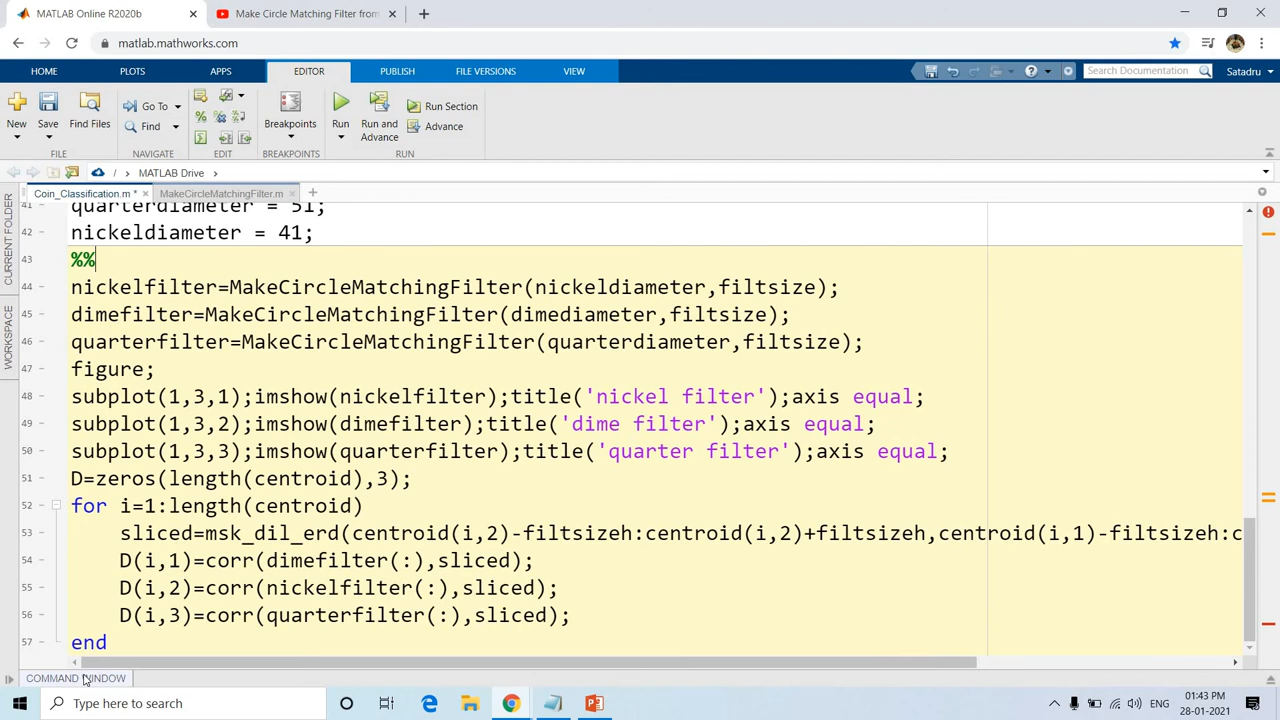 MATLAB Online R2020b
Make Circle Matching Filter from
matlab.mathworks.com
HOME PLOTS APPS EDITOR PUBLISH FILE VERSIONS VIEW Search Documentation Satadru
New Save Find Files Go To Find Breakpoints Run Run and Advance Run Section Advance
FILE NAVIGATE EDIT BREAKPOINTS RUN
/ MATLAB Drive
Coin_Classification.m * MakeCircleMatchingFilter.m
CURRENT FOLDER
WORKSPACE
41 quarterdiameter = 51;
42 nickeldiameter = 41;
43 %%
44 nickelfilter=MakeCircleMatchingFilter(nickeldiameter,filtsize);
45 dimefilter=MakeCircleMatchingFilter(dimediameter,filtsize);
46 quarterfilter=MakeCircleMatchingFilter(quarterdiameter,filtsize);
47 figure;
48 subplot(1,3,1);imshow(nickelfilter);title('nickel filter');axis equal;
49 subplot(1,3,2);imshow(dimefilter);title('dime filter');axis equal;
50 subplot(1,3,3);imshow(quarterfilter);title('quarter filter');axis equal;
51 D=zeros(length(centroid),3);
52 for i=1:length(centroid)
53 sliced=msk_dil_erd(centroid(i,2)-filtsizeh:centroid(i,2)+filtsizeh,centroid(i,1)-filtsizeh:c
54 D(i,1)=corr(dimefilter(:),sliced);
55 D(i,2)=corr(nickelfilter(:),sliced);
56 D(i,3)=corr(quarterfilter(:),sliced);
57 end
COMMAND WINDOW
Type here to search
ENG
01:43 PM
28-01-2021